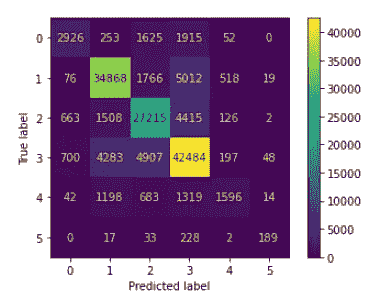 0 2926 253 1625 1915 52 0
1 76 34868 1766 5012 518 19
2 663 1508 27215 4415 126 2
3 700 4283 4907 42484 197 48
4 42 1198 683 1319 1596 14
5 0 17 33 228 2 189
0 1 2 3 4 5
Predicted label
True label
40000
35000
30000
25000
20000
15000
10000
5000
0